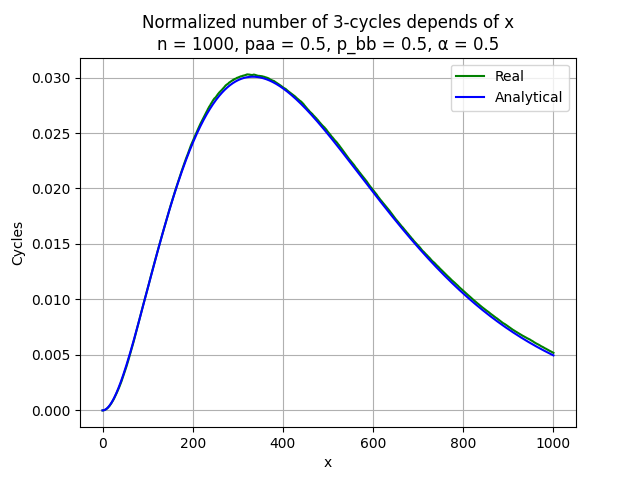 Normalized number of 3-cycles depends of x
n = 1000, paa = 0.5, p_bb = 0.5, α = 0.5
Real
Analytical
0.030
0.025
0.020
0.015
0.010
0.005
0.000
Cycles
0 200 400 600 800 1000
x